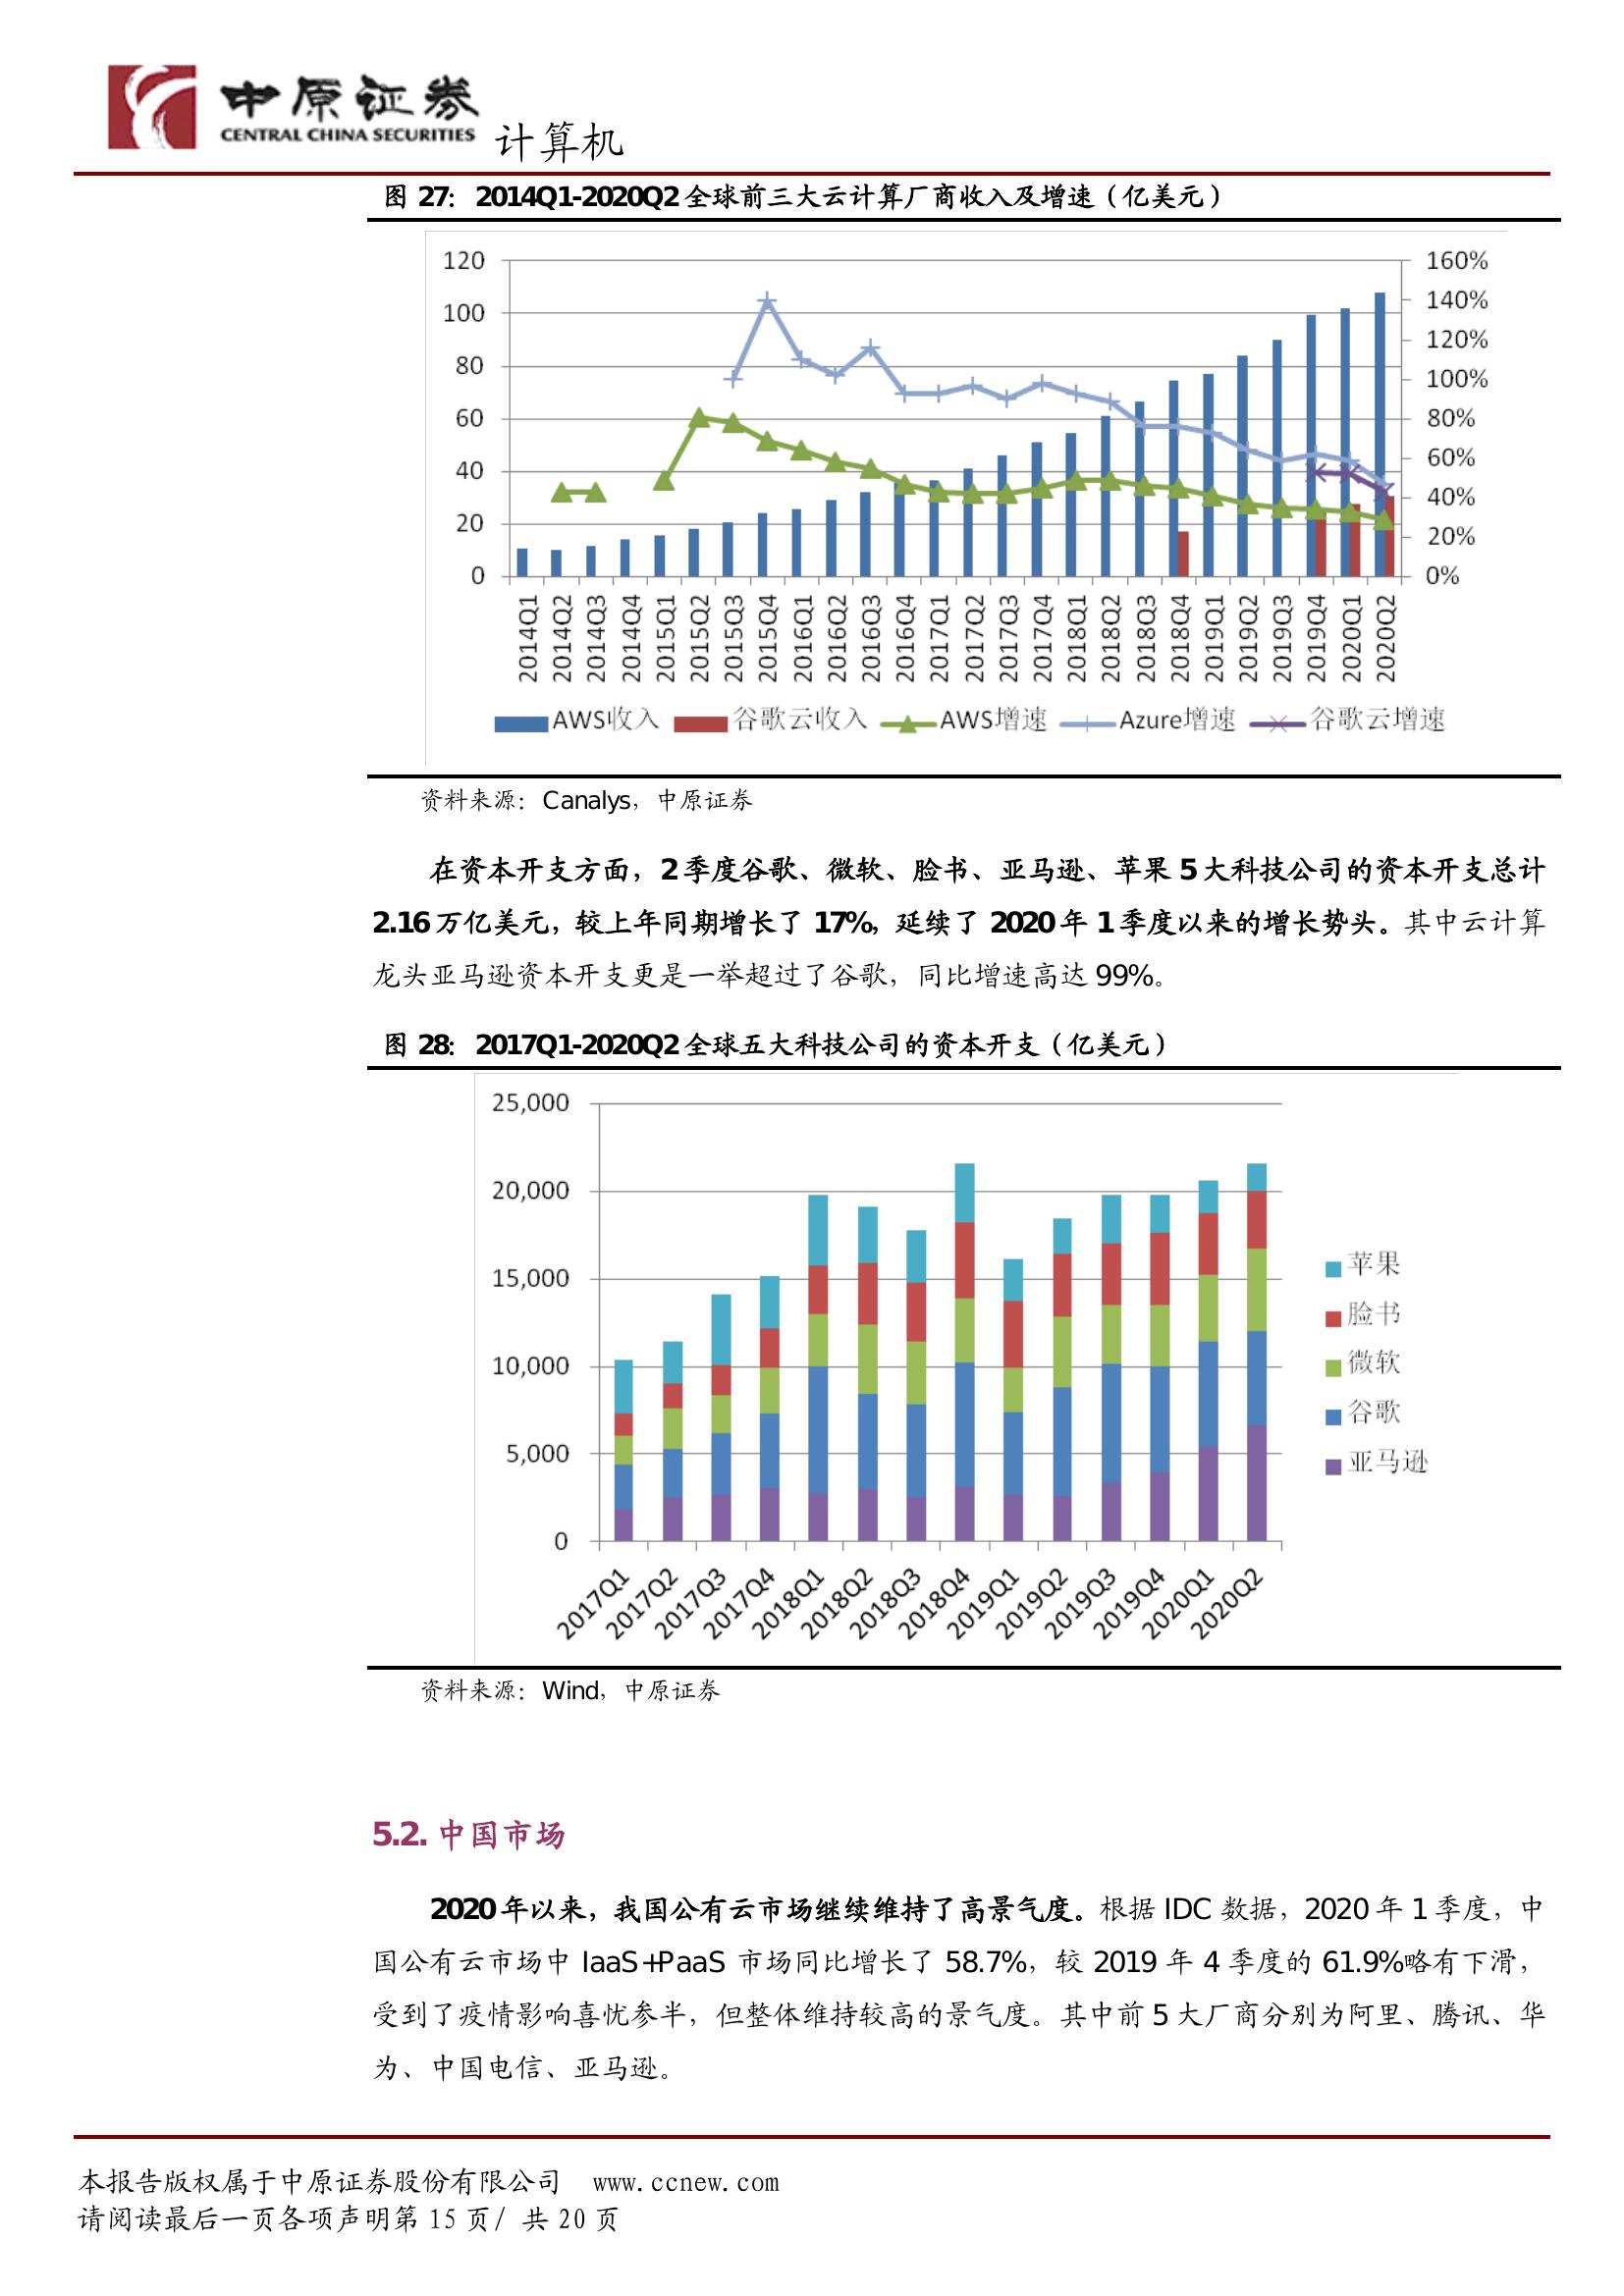 中原证券
CENTRAL CHINA SECURITIES
计算机
图 27: 2014Q1-2020Q2 全球前三大云计算厂商收入及增速（亿美元）
120 160%
140%
100 120%
80 100%
60 80%
60%
40 40%
20 20%
0 0%
2014Q1 2014Q2 2014Q3 2014Q4 2015Q1 2015Q2 2015Q3 2015Q4 2016Q1 2016Q2 2016Q3 2016Q4 2017Q1 2017Q2 2017Q3 2017Q4 2018Q1 2018Q2 2018Q3 2018Q4 2019Q1 2019Q2 2019Q3 2019Q4 2020Q1 2020Q2
AWS收入 谷歌云收入 AWS增速 Azure增速 谷歌云增速
资料来源：Canalys，中原证券
在资本开支方面，2 季度谷歌、微软、脸书、亚马逊、苹果 5 大科技公司的资本开支总计
2.16 万亿美元，较上年同期增长了 17%，延续了 2020 年 1 季度以来的增长势头。其中云计算
龙头亚马逊资本开支更是一举超过了谷歌，同比增速高达 99%。
图 28: 2017Q1-2020Q2 全球五大科技公司的资本开支（亿美元）
25,000
20,000
15,000
10,000
5,000
0
苹果
脸书
微软
谷歌
亚马逊
2017Q1 2017Q2 2017Q3 2017Q4 2018Q1 2018Q2 2018Q3 2018Q4 2019Q1 2019Q2 2019Q3 2019Q4 2020Q1 2020Q2
资料来源：Wind，中原证券
5.2. 中国市场
2020 年以来，我国公有云市场继续维持了高景气度。根据 IDC 数据，2020 年 1 季度，中
国公有云市场中 IaaS+PaaS 市场同比增长了 58.7%，较 2019 年 4 季度的 61.9%略有下滑，
受到了疫情影响喜忧参半，但整体维持较高的景气度。其中前 5 大厂商分别为阿里、腾讯、华
为、中国电信、亚马逊。
本报告版权属于中原证券股份有限公司 www.ccnew.com
请阅读最后一页各项声明第 15 页/ 共 20 页